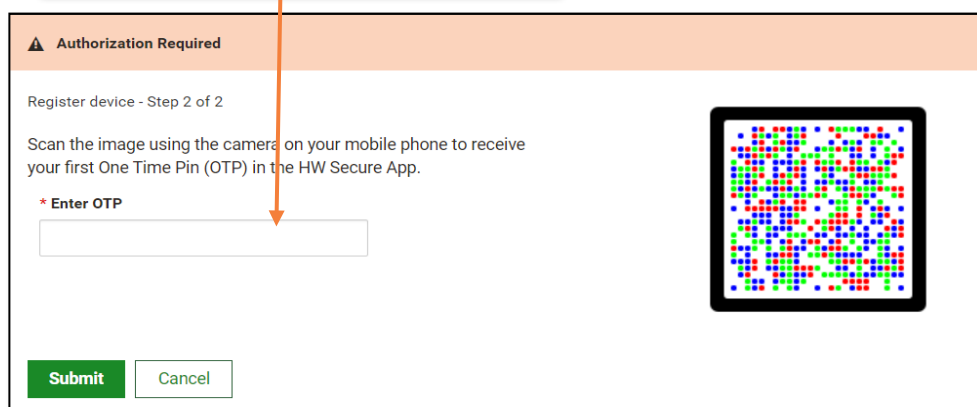 Authorization Required
Register device - Step 2 of 2
Scan the image using the camera on your mobile phone to receive
your first One Time Pin (OTP) in the HW Secure App.
* Enter OTP
Submit
Cancel